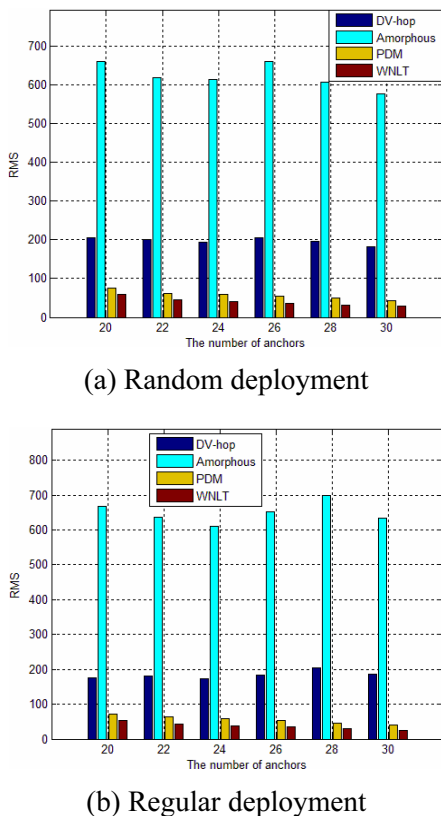 700
600
500
400
300
200
100
0
RMS
DV-hop
Amorphous
PDM
WNLT
20 22 24 26 28 30
The number of anchors
(a) Random deployment
800
700
600
500
400
300
200
100
0
RMS
DV-hop
Amorphous
PDM
WNLT
20 22 24 26 28 30
The number of anchors
(b) Regular deployment